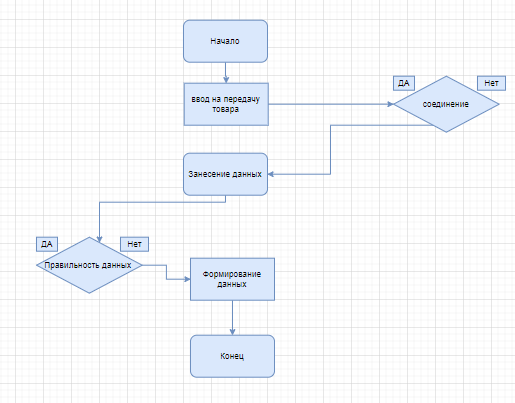 Начало
ввод на передачу
товара
ДА
Нет
соединение
Занесение данных
ДА
Нет
Правильность данных
Формирование
данных
Конец